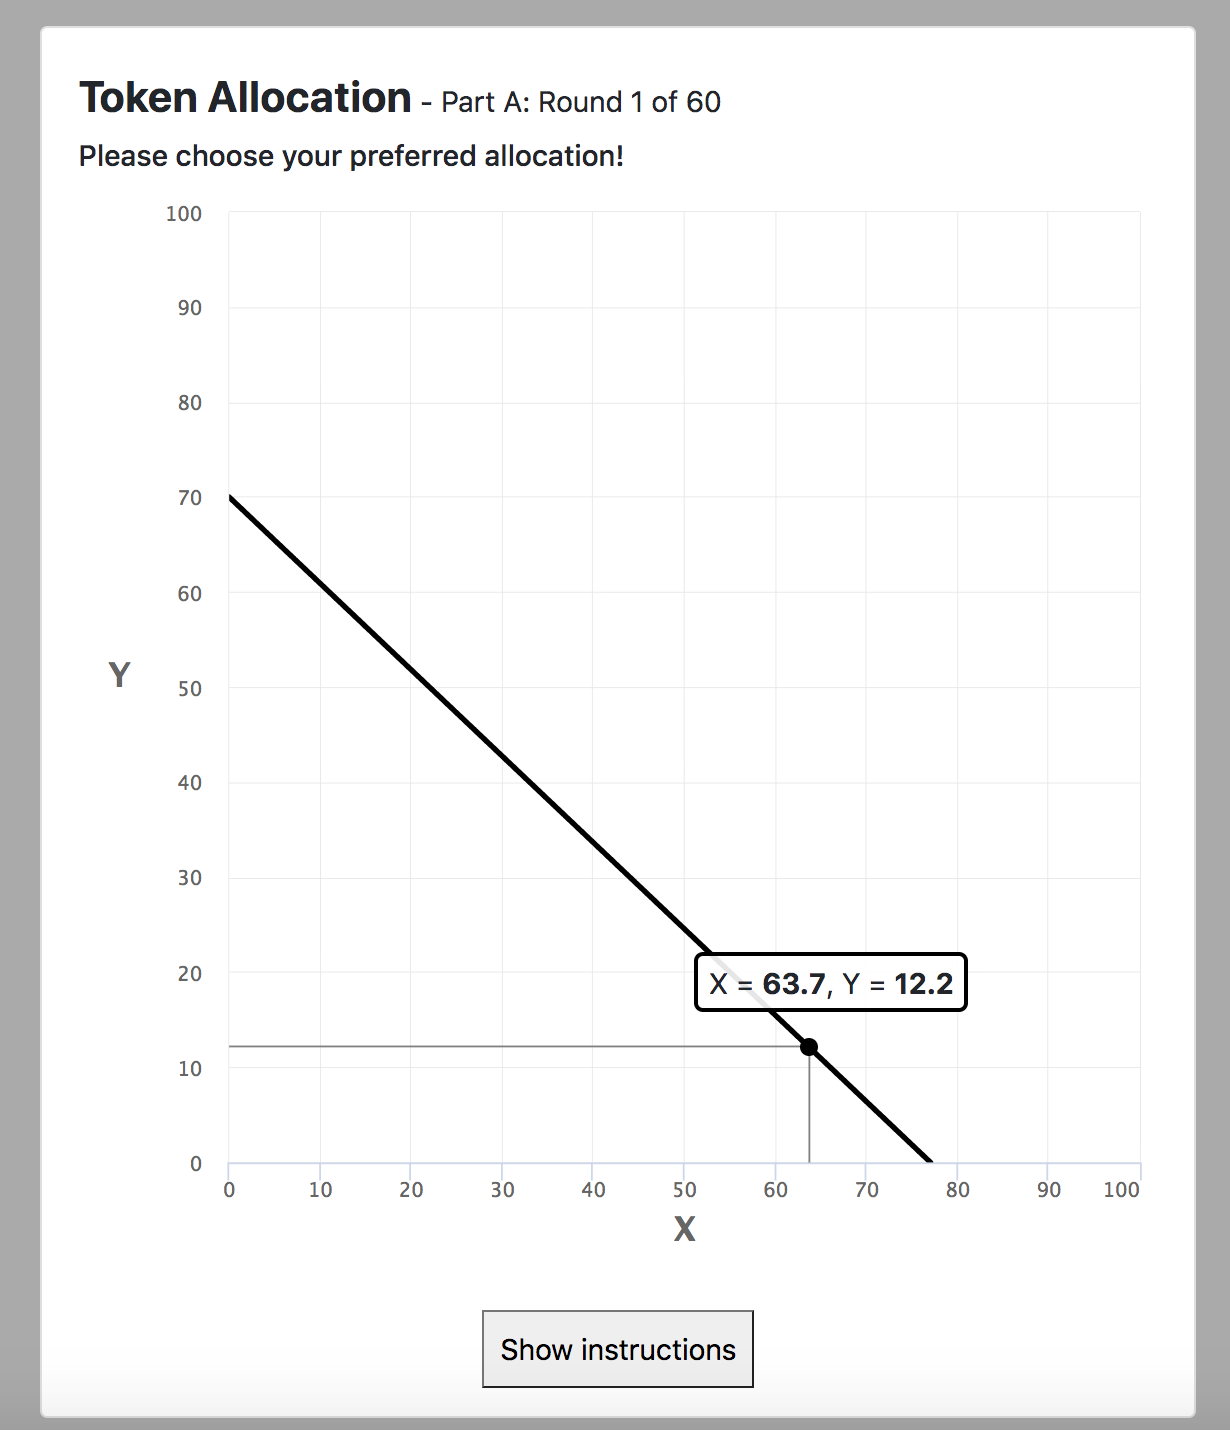 Token Allocation - Part A: Round 1 of 60
Please choose your preferred allocation!
100
90
80
70
60
Y
50
40
30
X = 63.7, Y = 12.2
20
10
0
0 10 20 30 40 50 60 70 80 90 100
X
Show instructions